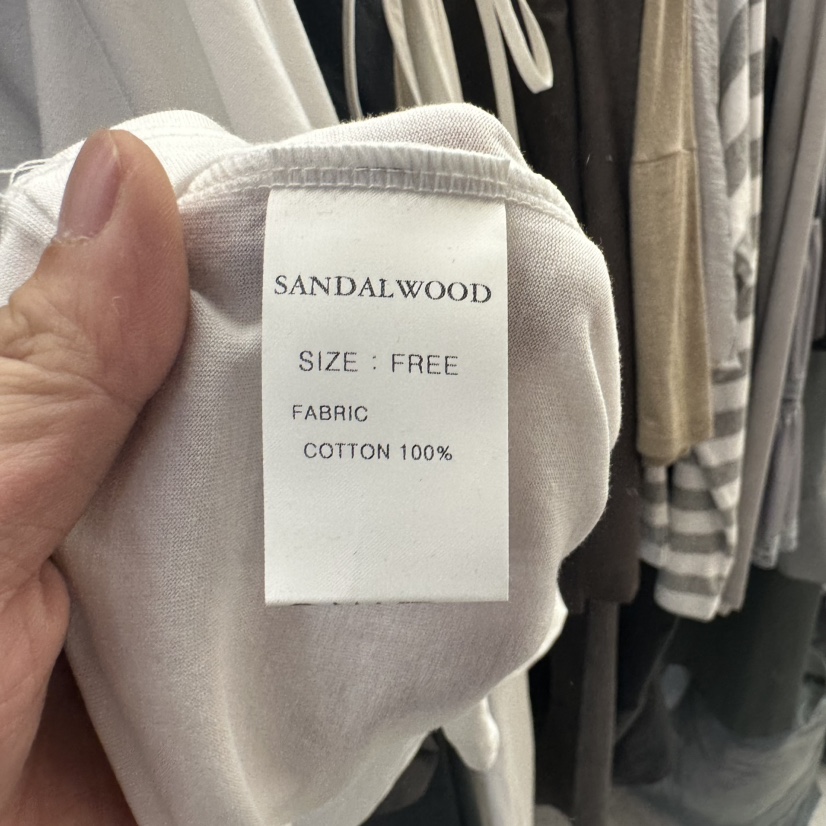 SANDALWOOD
SIZE : FREE
FABRIC
COTTON 100%